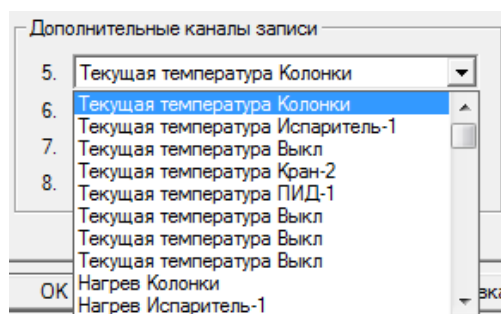 Дополнительные каналы записи
5. Текущая температура Колонки
6. Текущая температура Колонки
Текущая температура Испаритель-1
7. Текущая температура Выкл
Текущая температура Кран-2
8. Текущая температура ПИД-1
Текущая температура Выкл
Текущая температура Выкл
Текущая температура Выкл
Нагрев Колонки
OK Нагрев Испаритель-1